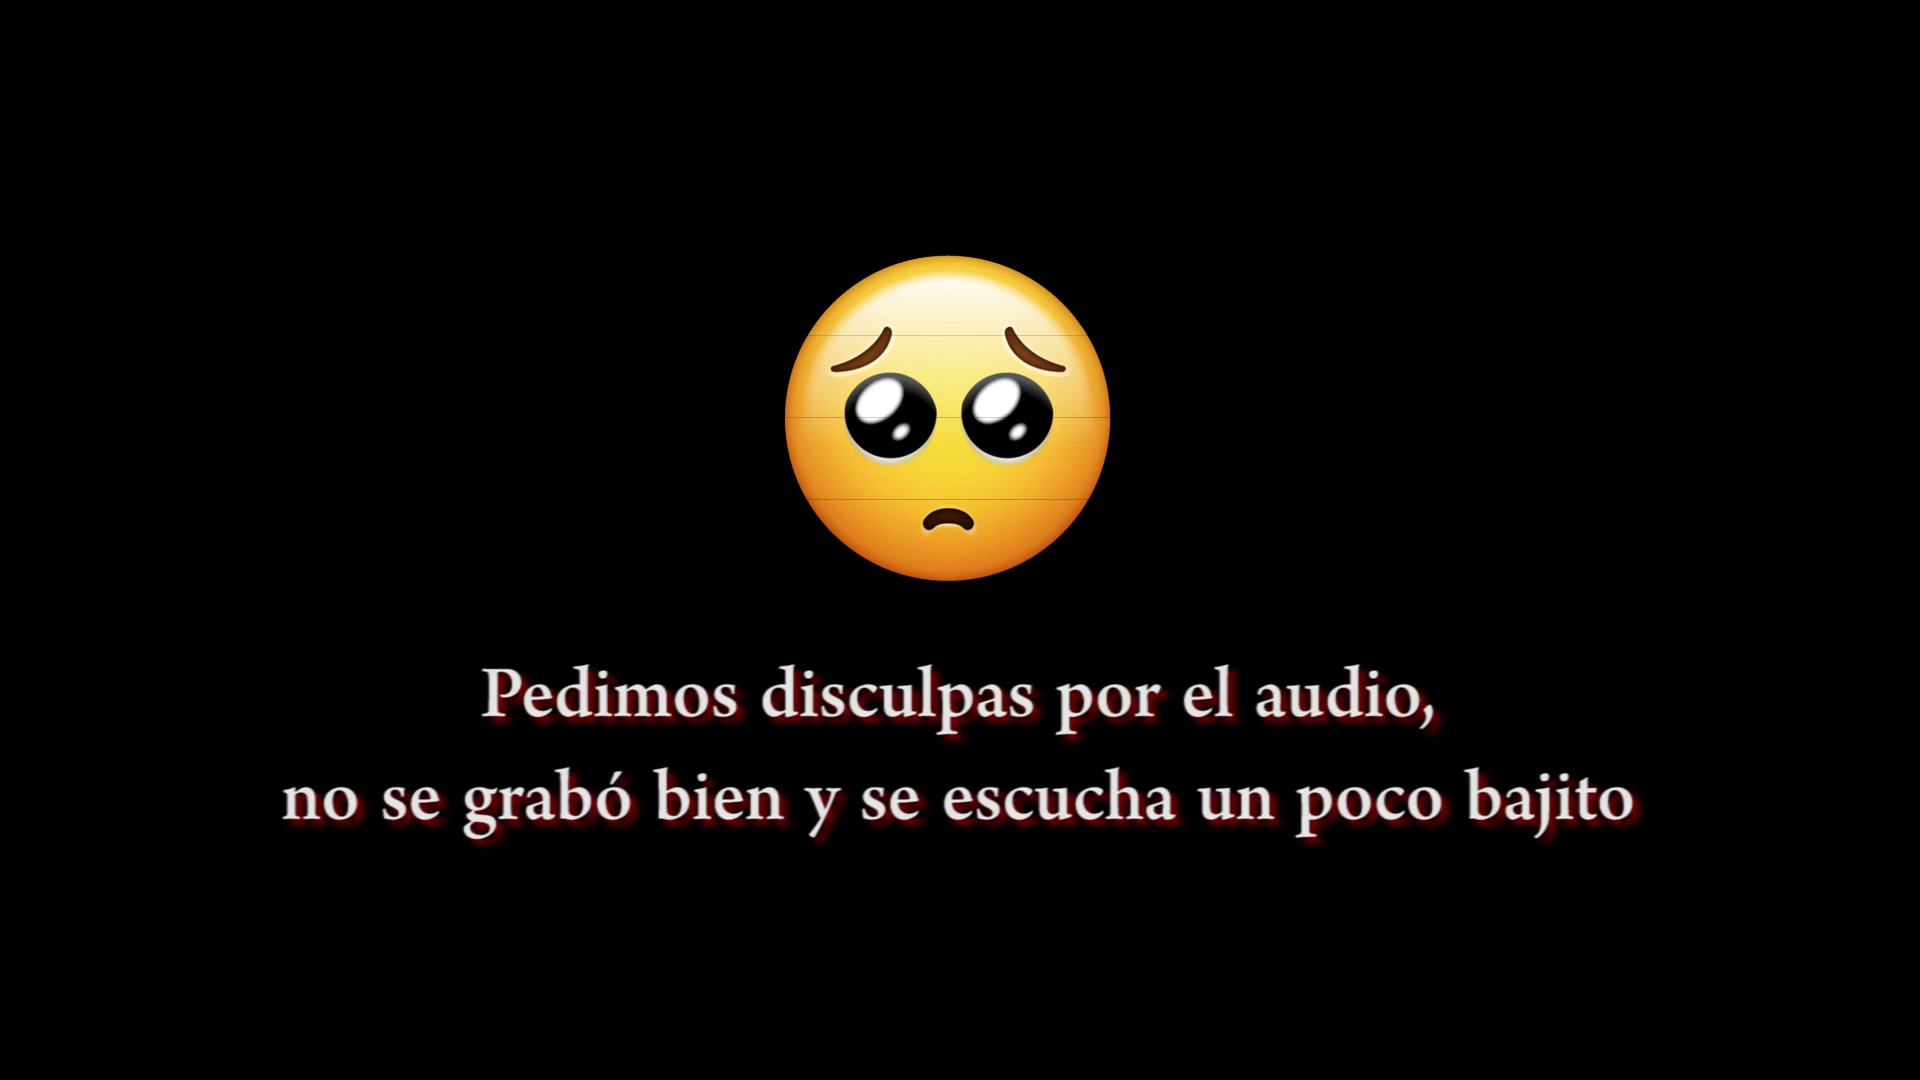 Pedimos disculpas por el audio,
no se grabó bien y se escucha un poco bajito